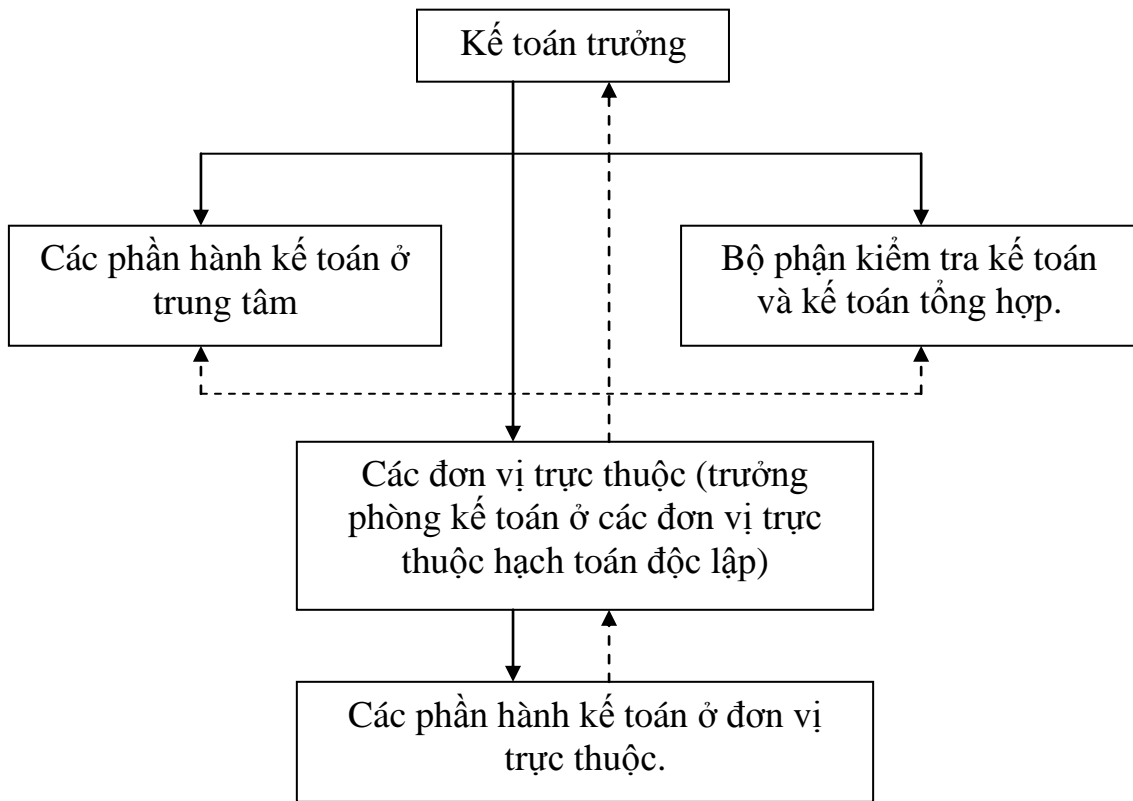 Kế toán trưởng
Các phần hành kế toán ở
trung tâm
Bộ phận kiểm tra kế toán
và kế toán tổng hợp.
Các đơn vị trực thuộc (trưởng
phòng kế toán ở các đơn vị trực
thuộc hạch toán độc lập)
Các phần hành kế toán ở đơn vị
trực thuộc.